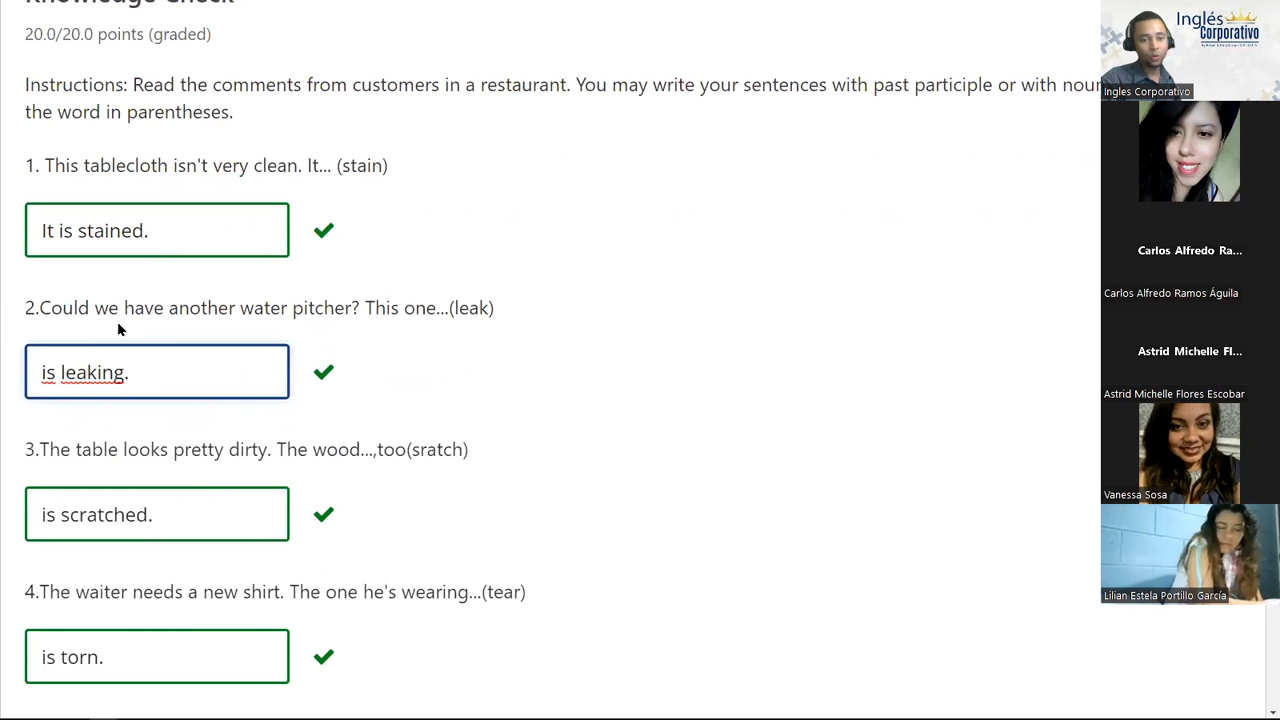 Knowledge Check
20.0/20.0 points (graded)
Instructions: Read the comments from customers in a restaurant. You may write your sentences with past participle or with noun
the word in parentheses.
1. This tablecloth isn't very clean. It... (stain)
It is stained.
2.Could we have another water pitcher? This one...(leak)
is leaking.
3.The table looks pretty dirty. The wood...,too(sratch)
is scratched.
4.The waiter needs a new shirt. The one he's wearing...(tear)
is torn.
Inglés
Corporativo
Ingles Corporativo
Carlos Alfredo Ra...
Carlos Alfredo Ramos Águila
Astrid Michelle Fl...
Astrid Michelle Flores Escobar
Vanessa Sosa
Lilian Estela Portillo García